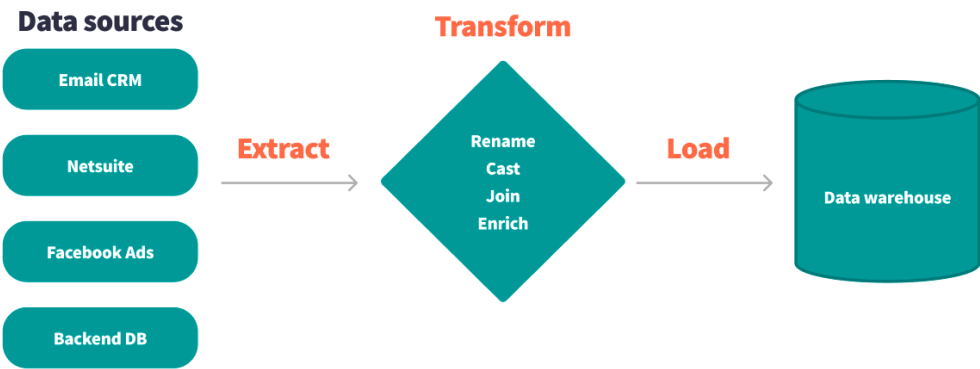 Data sources
Email CRM
Netsuite
Facebook Ads
Backend DB
Extract
Transform
Rename
Cast
Join
Enrich
Load
Data warehouse